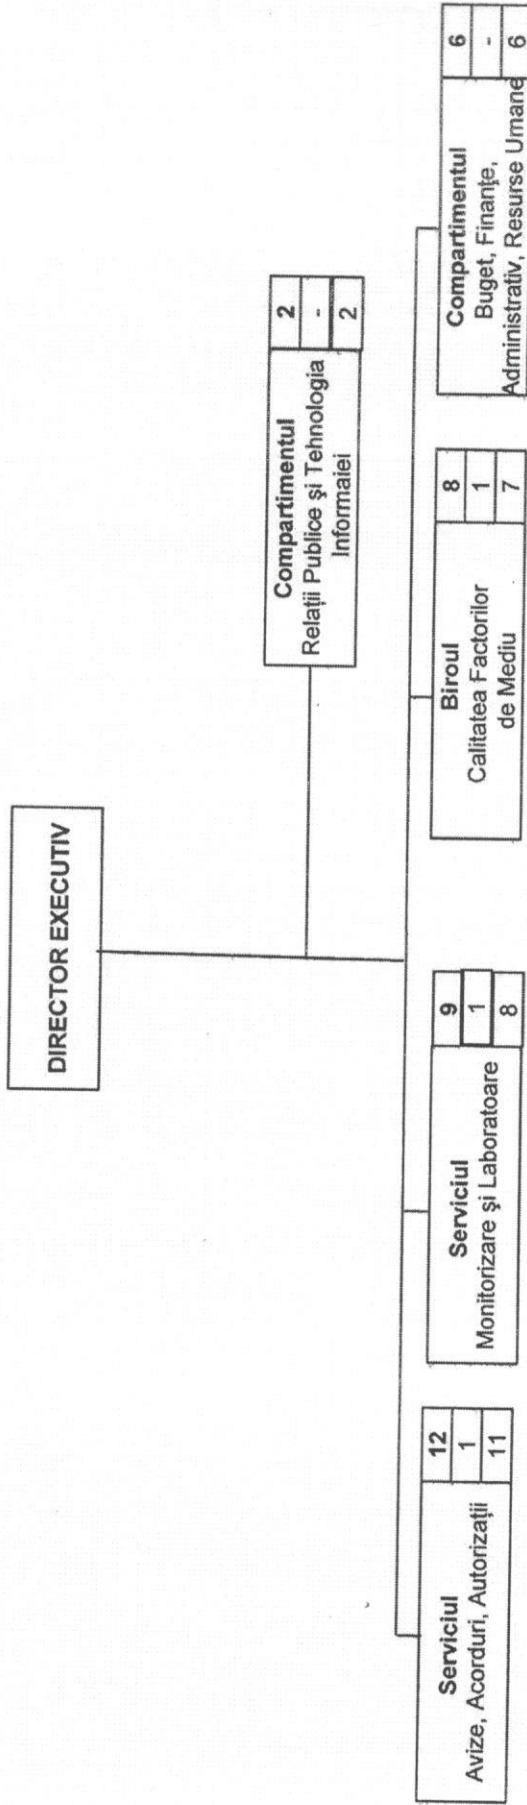 DIRECTOR EXECUTIV
Compartimentul
Relații Publice și Tehnologia
Informaiei
2
-
2
Serviciul
Avize, Acorduri, Autorizații
12
1
11
Serviciul
Monitorizare și Laboratoare
9
1
8
Biroul
Calitatea Factorilor
de Mediu
8
1
7
Compartimentul
Buget, Finanțe,
Administrativ, Resurse Umane
6
-
6